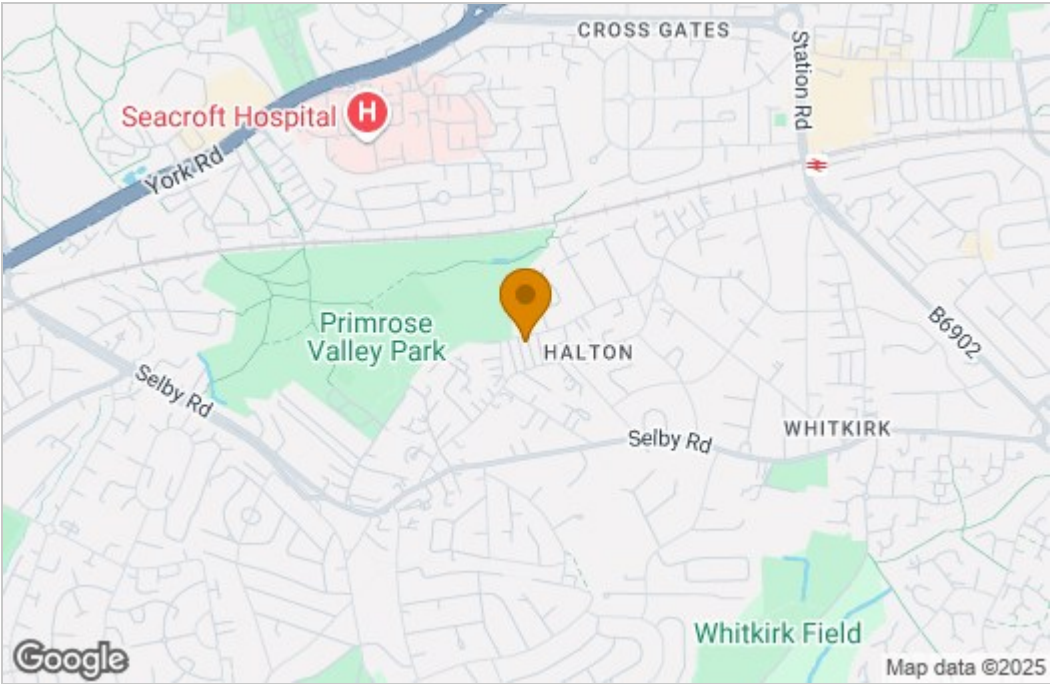 CROSS GATES
Station Rd
Seacroft Hospital
H
York Rd
Primrose
Valley Park
HALTON
B6902
Selby Rd
Selby Rd
WHITKIRK
Whitkirk Field
Google
Map data ©2025